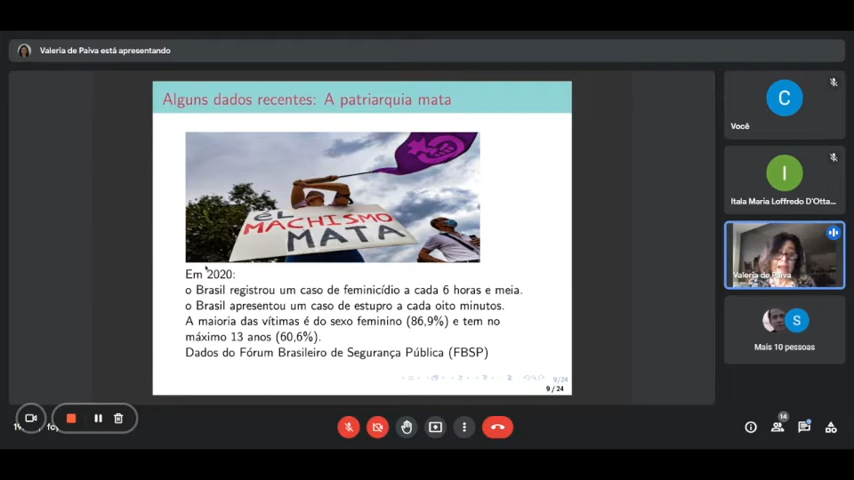 Valeria de Paiva está apresentando
Alguns dados recentes: A patriarquia mata
EL
MACHISMO
MATA
Em 2020:
o Brasil registrou um caso de feminicídio a cada 6 horas e meia.
o Brasil apresentou um caso de estupro a cada oito minutos.
A maioria das vítimas é do sexo feminino (86,9%) e tem no
máximo 13 anos (60,6%).
Dados do Fórum Brasileiro de Segurança Pública (FBSP)
9/24
9 / 24
C
Você
I
Itala Maria Loffredo D'Otta...
Valeria de Paiva
S
Mais 10 pessoas
14